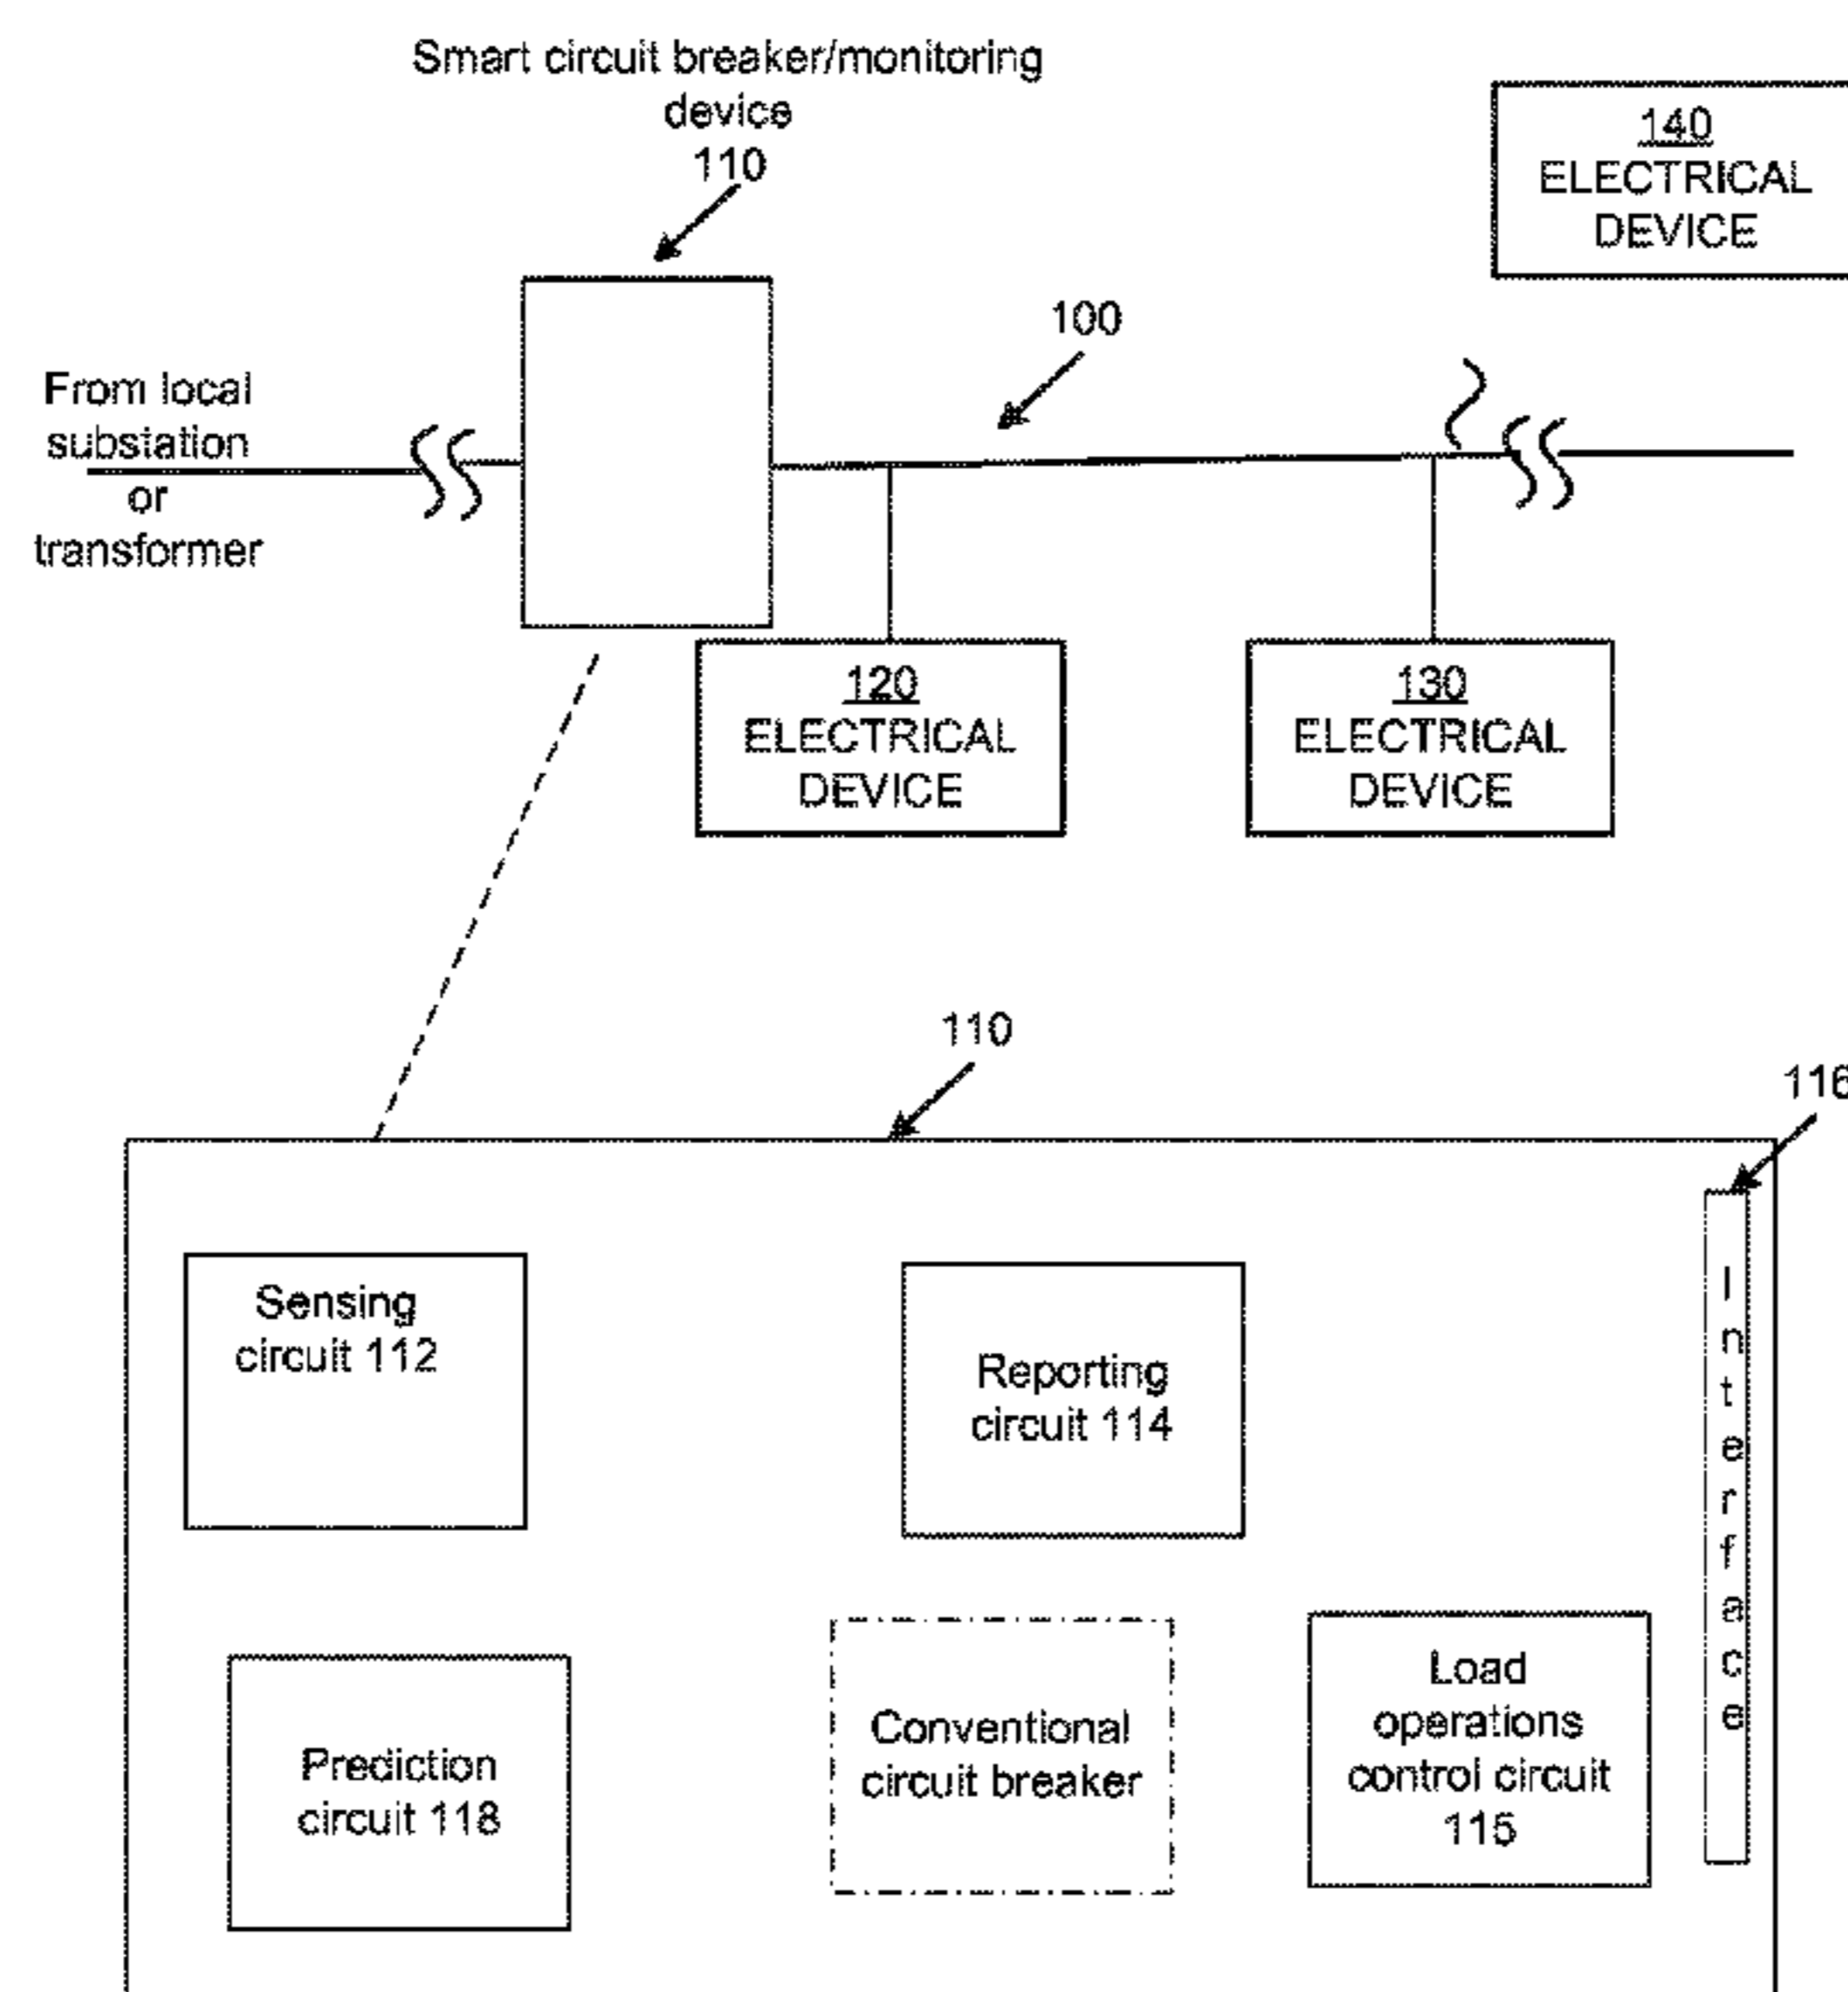 Smart circuit breaker/monitoring
device
110
140
ELECTRICAL
DEVICE
100
From local
substation
or
transformer
120
ELECTRICAL
DEVICE
130
ELECTRICAL
DEVICE
110
116
Sensing
circuit 112
Reporting
circuit 114
Interface
Prediction
circuit 118
Conventional
circuit breaker
Load
operations
control circuit
115